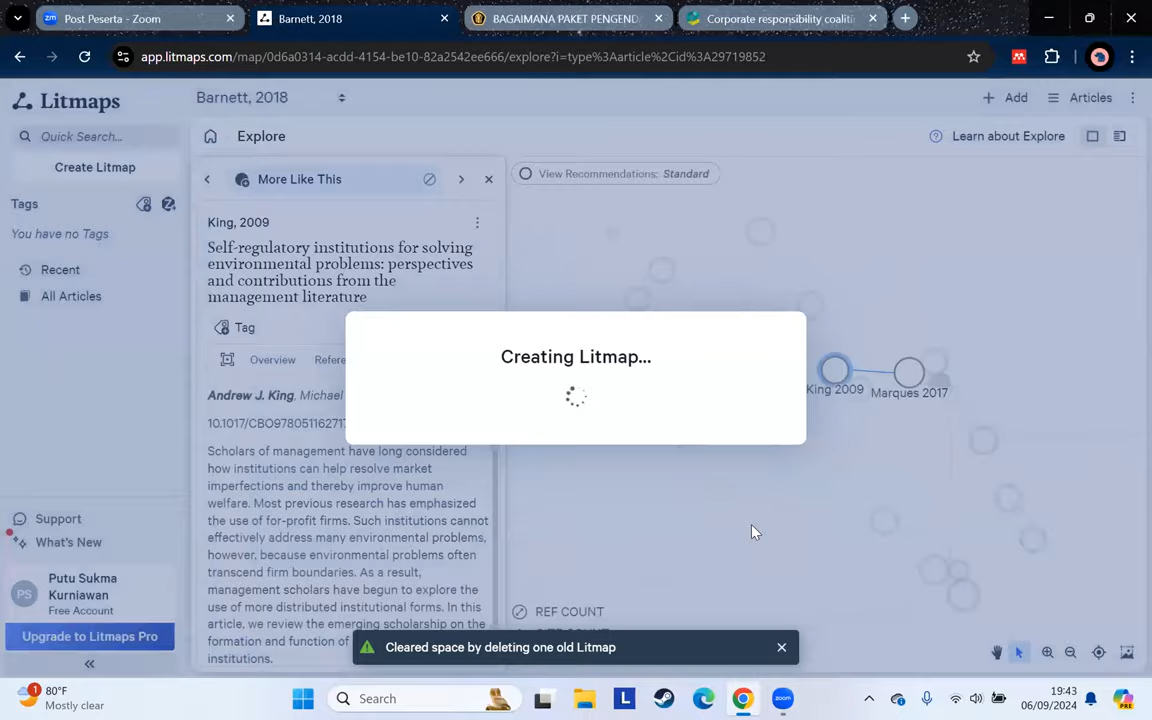 Post Peserta - Zoom
Barnett, 2018
BAGAIMANA PAKET PENGEND
Corporate responsibility coaliti
app.litmaps.com/map/0d6a0314-acdd-4154-be10-82a2542ee666/explore?i=type%3Aarticle%2Cid%3A29719852
Litmaps
Barnett, 2018
Add
Articles
Quick Search...
Explore
Learn about Explore
Create Litmap
More Like This
View Recommendations: Standard
Tags
You have no Tags
Recent
All Articles
King, 2009
Self-regulatory institutions for solving
environmental problems: perspectives
and contributions from the
management literature
Tag
Overview
Andrew J. King, Michael
Scholars of management have long considered
how institutions can help resolve market
imperfections and thereby improve human
welfare. Most previous research has emphasized
the use of for-profit firms. Such institutions cannot
effectively address many environmental problems,
however, because environmental problems often
transcend firm boundaries. As a result,
management scholars have begun to explore the
use of more distributed institutional forms. In this
article, we review the emerging scholarship on the
formation and function of
institutions.
Creating Litmap...
King 2009
Marques 2017
REF COUNT
Cleared space by deleting one old Litmap
Support
What's New
PS
Putu Sukma
Kurniawan
Free Account
Upgrade to Litmaps Pro
1
80°F
Mostly clear
Search
L
zoom
PRE
19:43
06/09/2024